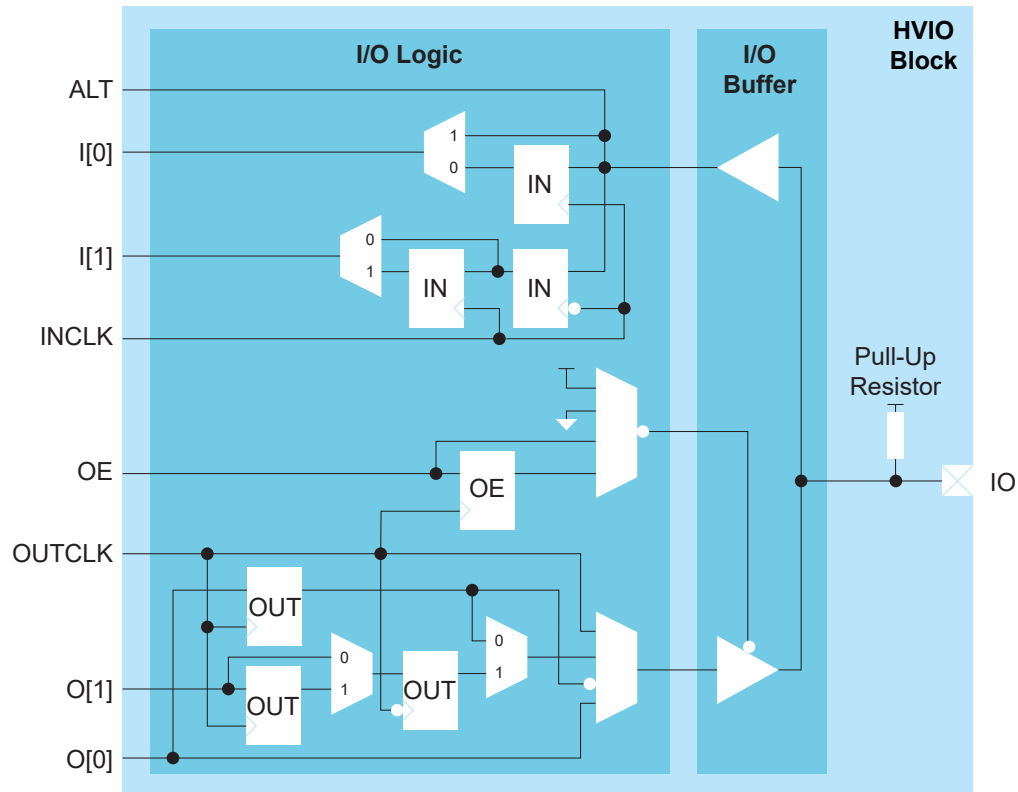 HVIO
Block
I/O Logic
I/O
Buffer
ALT
I[0]
1
0
IN
I[1]
0
1
IN
IN
INCLK
Pull-Up
Resistor
OE
OE
IO
OUTCLK
OUT
0
1
0
1
O[1]
OUT
OUT
O[0]